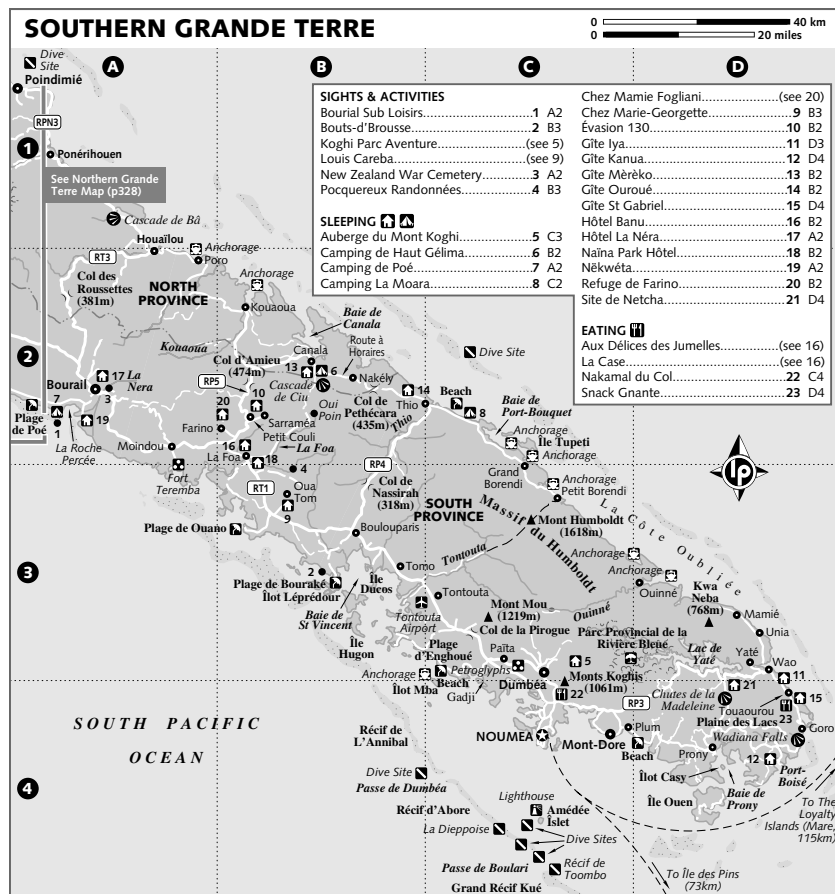 SOUTHERN GRANDE TERRE
0 40 km
0 20 miles
A
B
C
D
1
2
3
4
SIGHTS & ACTIVITIES
Bourial Sub Loisirs 1 A2
Bouts-d'Brousse 2 B3
Koghi Parc Aventure (see 5)
Louis Careba (see 9)
New Zealand War Cemetery 3 A2
Pocquereux Randonnées 4 B3
SLEEPING
Auberge du Mont Koghi 5 C3
Camping de Haut Gélima 6 B2
Camping de Poé 7 A2
Camping La Moara 8 C2
Chez Mamie Fogliani (see 20)
Chez Marie-Georgette 9 B3
Évasion 130 10 B2
Gîte Iya 11 D3
Gîte Kanua 12 D4
Gîte Mèrèko 13 B2
Gîte Ouroué 14 B2
Gîte St Gabriel 15 D4
Hôtel Banu 16 B2
Hôtel La Néra 17 A2
Naïna Park Hôtel 18 B2
Nëkwéta 19 A2
Refuge de Farino 20 B2
Site de Netcha 21 D4
EATING
Aux Délices des Jumelles (see 16)
La Case (see 16)
Nakamal du Col 22 C4
Snack Gnante 23 D4
Dive
Site
Poindimié
RPN3
Ponérihouen
See Northern Grande
Terre Map (p328)
Cascade de Bâ
Houaïlou
Anchorage
Poro
RT3
Col des
Roussettes
(381m)
NORTH
PROVINCE
Anchorage
Kouaoua
Kouaoua
Baie de
Canala
Canala
Route à
Horaires
Col d'Amieu
(474m)
Dive Site
Bourail
17
La
Nera
3
7
Plage
de Poé
1
19
La Roche
Percée
RP5
13
6
Cascade
de Ciu
Nakély
10
20
Farino
Sarraméa
Petit Couli
Oui
Poin
Col de
Pethécara
(435m)
14
Thio
Thio
Beach
8
Baie de
Port-Bouquet
Anchorage
Île Tupeti
Anchorage
Moindou
16
La Foa
La Foa
18
4
Fort
Teremba
RT1
Oua
Tom
9
RP4
Col de
Nassirah
(318m)
Grand
Borendi
Anchorage
Petit Borendi
SOUTH
PROVINCE
Massif du Humboldt
Mont Humboldt
(1618m)
La Côte Oubliée
Plage de Ouano
Boulouparis
Tontouta
Anchorage
Anchorage
2
Plage de Bouraké
Îlot Léprédour
Île
Ducos
Tomo
Tontouta
Baie de
St Vincent
Tontouta
Airport
Ouinné
Kwa
Neba
(768m)
Mont Mou
(1219m)
Ouinné
Mamié
Col de la Pirogue
Île
Hugon
Plage
d'Enghoué
Païta
Parc Provincial de la
Rivière Bleue
Unia
Lac de
Yaté
Yaté
Wao
Petroglyphs
5
Anchorage
Îlot Mba
Beach
Gadji
Dumbéa
Monts Koghis
(1061m)
22
11
21
Chutes de la
Madeleine
Touaourou
15
Plaine des Lacs
23
RP3
SOUTH PACIFIC
OCEAN
Récif de
L'Annibal
NOUMEA
Mont-Dore
Plum
Beach
Prony
Wadiana Falls
Goro
12
Port-
Boisé
Îlot Casy
Baie de
Prony
Île Ouen
Dive Site
Passe de Dumbéa
Lighthouse
Récif d'Abore
Amédée
Îslet
La Dieppoise
Dive Sites
Passe de Boulari
Récif de
Toombo
Grand Récif Kué
To Île des Pins
(73km)
To The
Loyalty
Islands (Mare,
115km)
lp